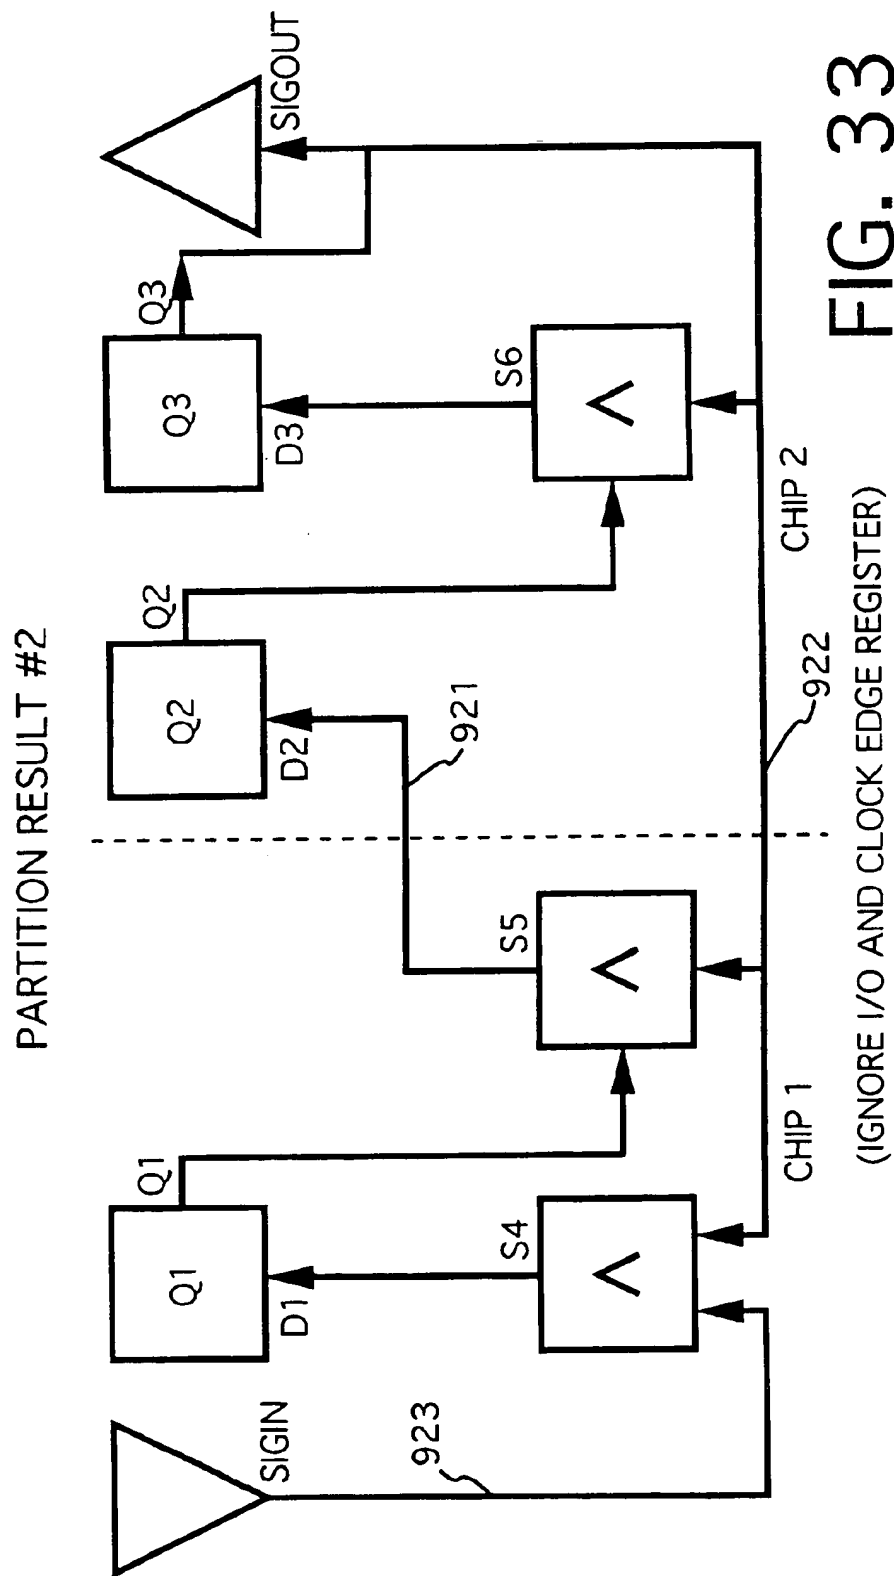 PARTITION RESULT #2
Q1
Q1
Q2
Q2
Q3
Q3
D1
D2
D3
SIGIN
SIGOUT
921
923
S4
S5
S6
∧
∧
∧
922
CHIP 1
CHIP 2
(IGNORE I/O AND CLOCK EDGE REGISTER)
FIG. 33